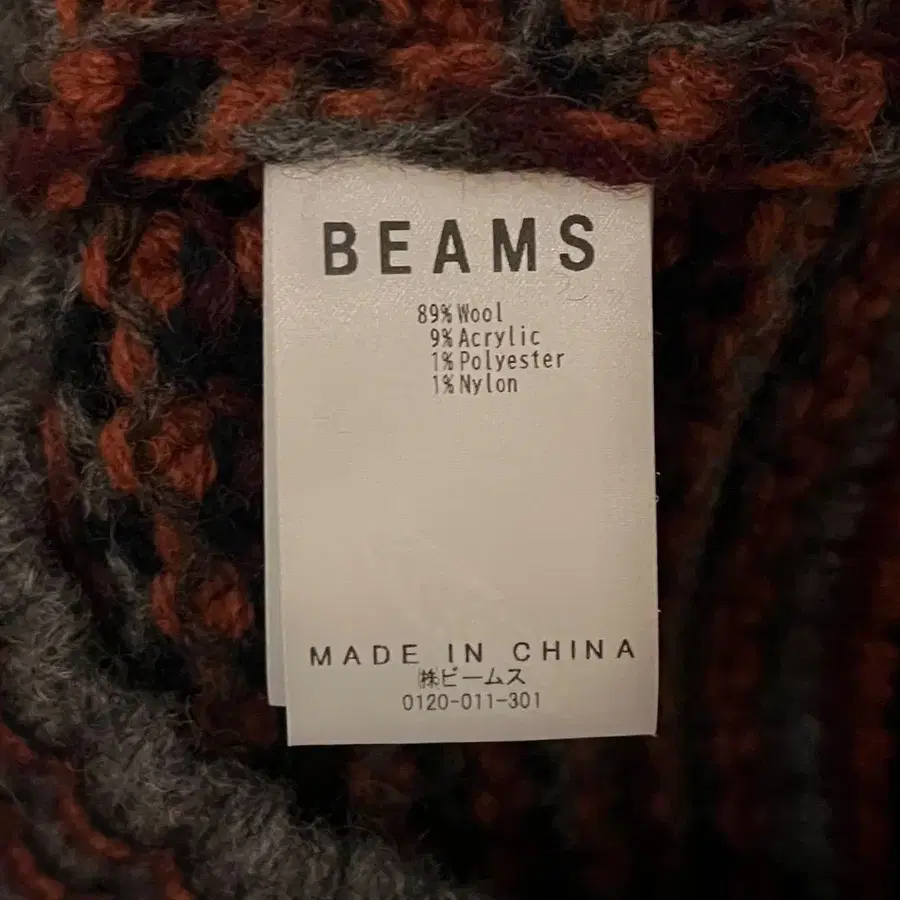 BEAMS
89% Wool
9% Acrylic
1% Polyester
1% Nylon
MADE IN CHINA
㈱ビームス
0120-011-301